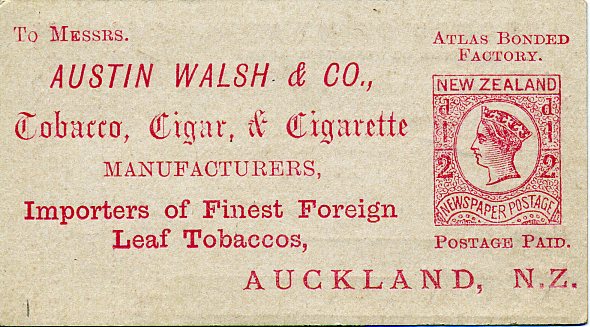 To Messrs.
AUSTIN WALSH & CO.,
Tobacco, Cigar, & Cigarette
MANUFACTURERS,
Importers of Finest Foreign
Leaf Tobaccos,
AUCKLAND, N.Z.
Atlas Bonded
Factory.
NEW ZEALAND
d d
1 1
2 2
NEWSPAPER POSTAGE
Postage Paid.